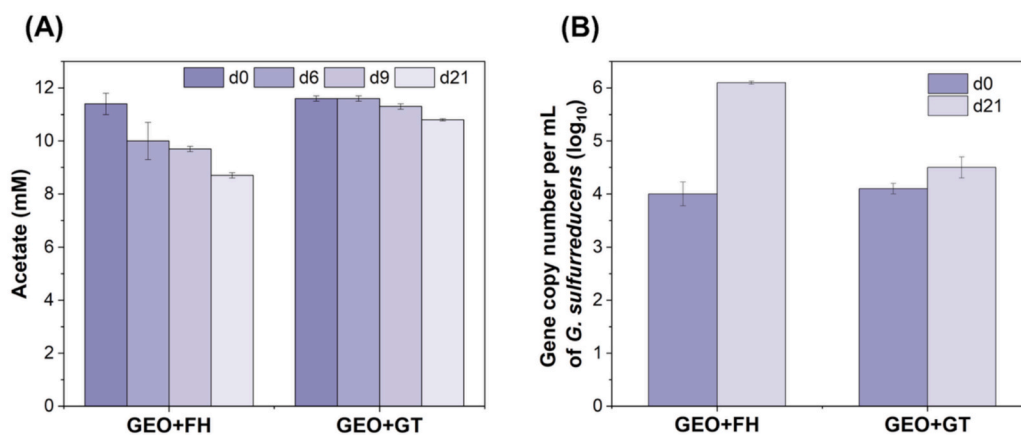 (A)
d0 d6 d9 d21
12
10
8
6
4
2
0
Acetate (mM)
GEO+FH GEO+GT
(B)
d0
d21
6
5
4
3
2
1
0
Gene copy number per mL
of G. sulfurreducens (log10)
GEO+FH GEO+GT